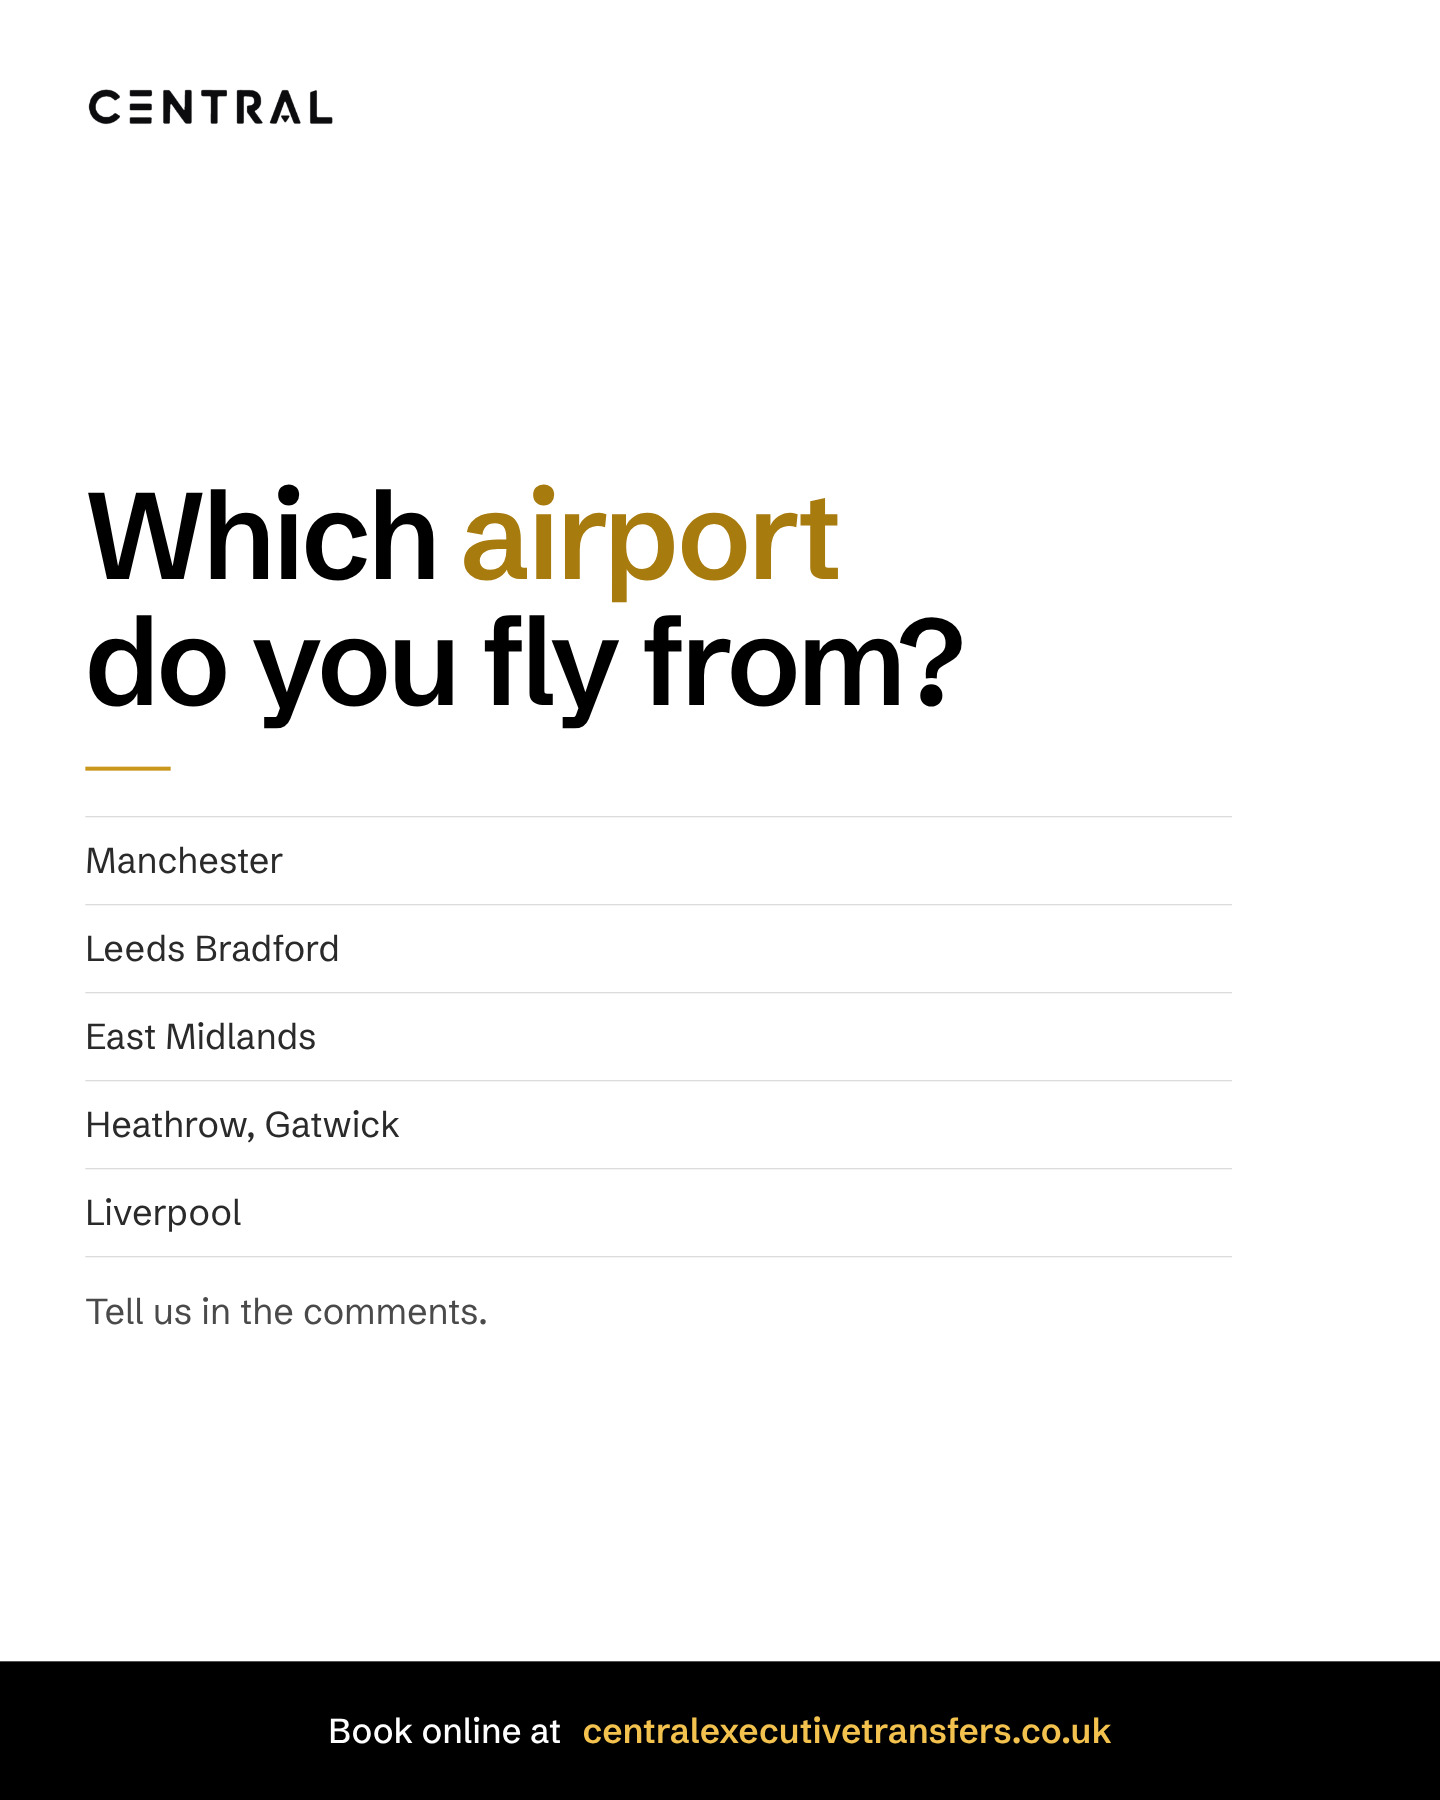 CENTRAL
Which airport
do you fly from?
Manchester
Leeds Bradford
East Midlands
Heathrow, Gatwick
Liverpool
Tell us in the comments.
Book online at centralexecutivetransfers.co.uk